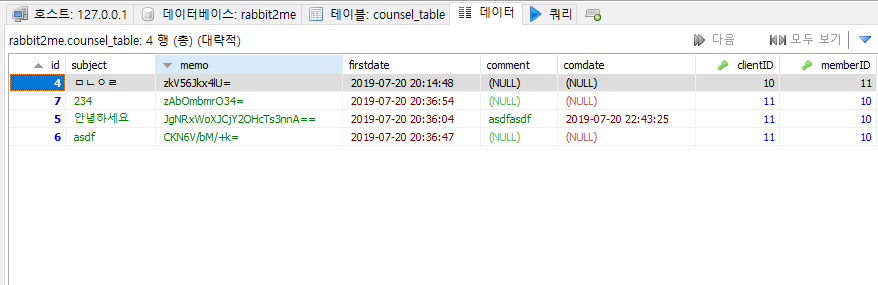 호스트: 127.0.0.1 데이터베이스: rabbit2me 테이블: counsel_table 데이터 쿼리
rabbit2me.counsel_table: 4 행 (총) (대략적) 다음 모두 보기
id subject memo firstdate comment comdate clientID memberID
4 ㅁㄴㅇㄹ zkV56Jkx4lU= 2019-07-20 20:14:48 (NULL) (NULL) 10 11
7 234 zAbOmbmrO34= 2019-07-20 20:36:54 (NULL) (NULL) 11 10
5 안녕하세요 JgNRxWoXJCjY2OHcTs3nnA== 2019-07-20 20:36:04 asdfasdf 2019-07-20 22:43:25 11 10
6 asdf CKN6V/bM/+k= 2019-07-20 20:36:47 (NULL) (NULL) 11 10